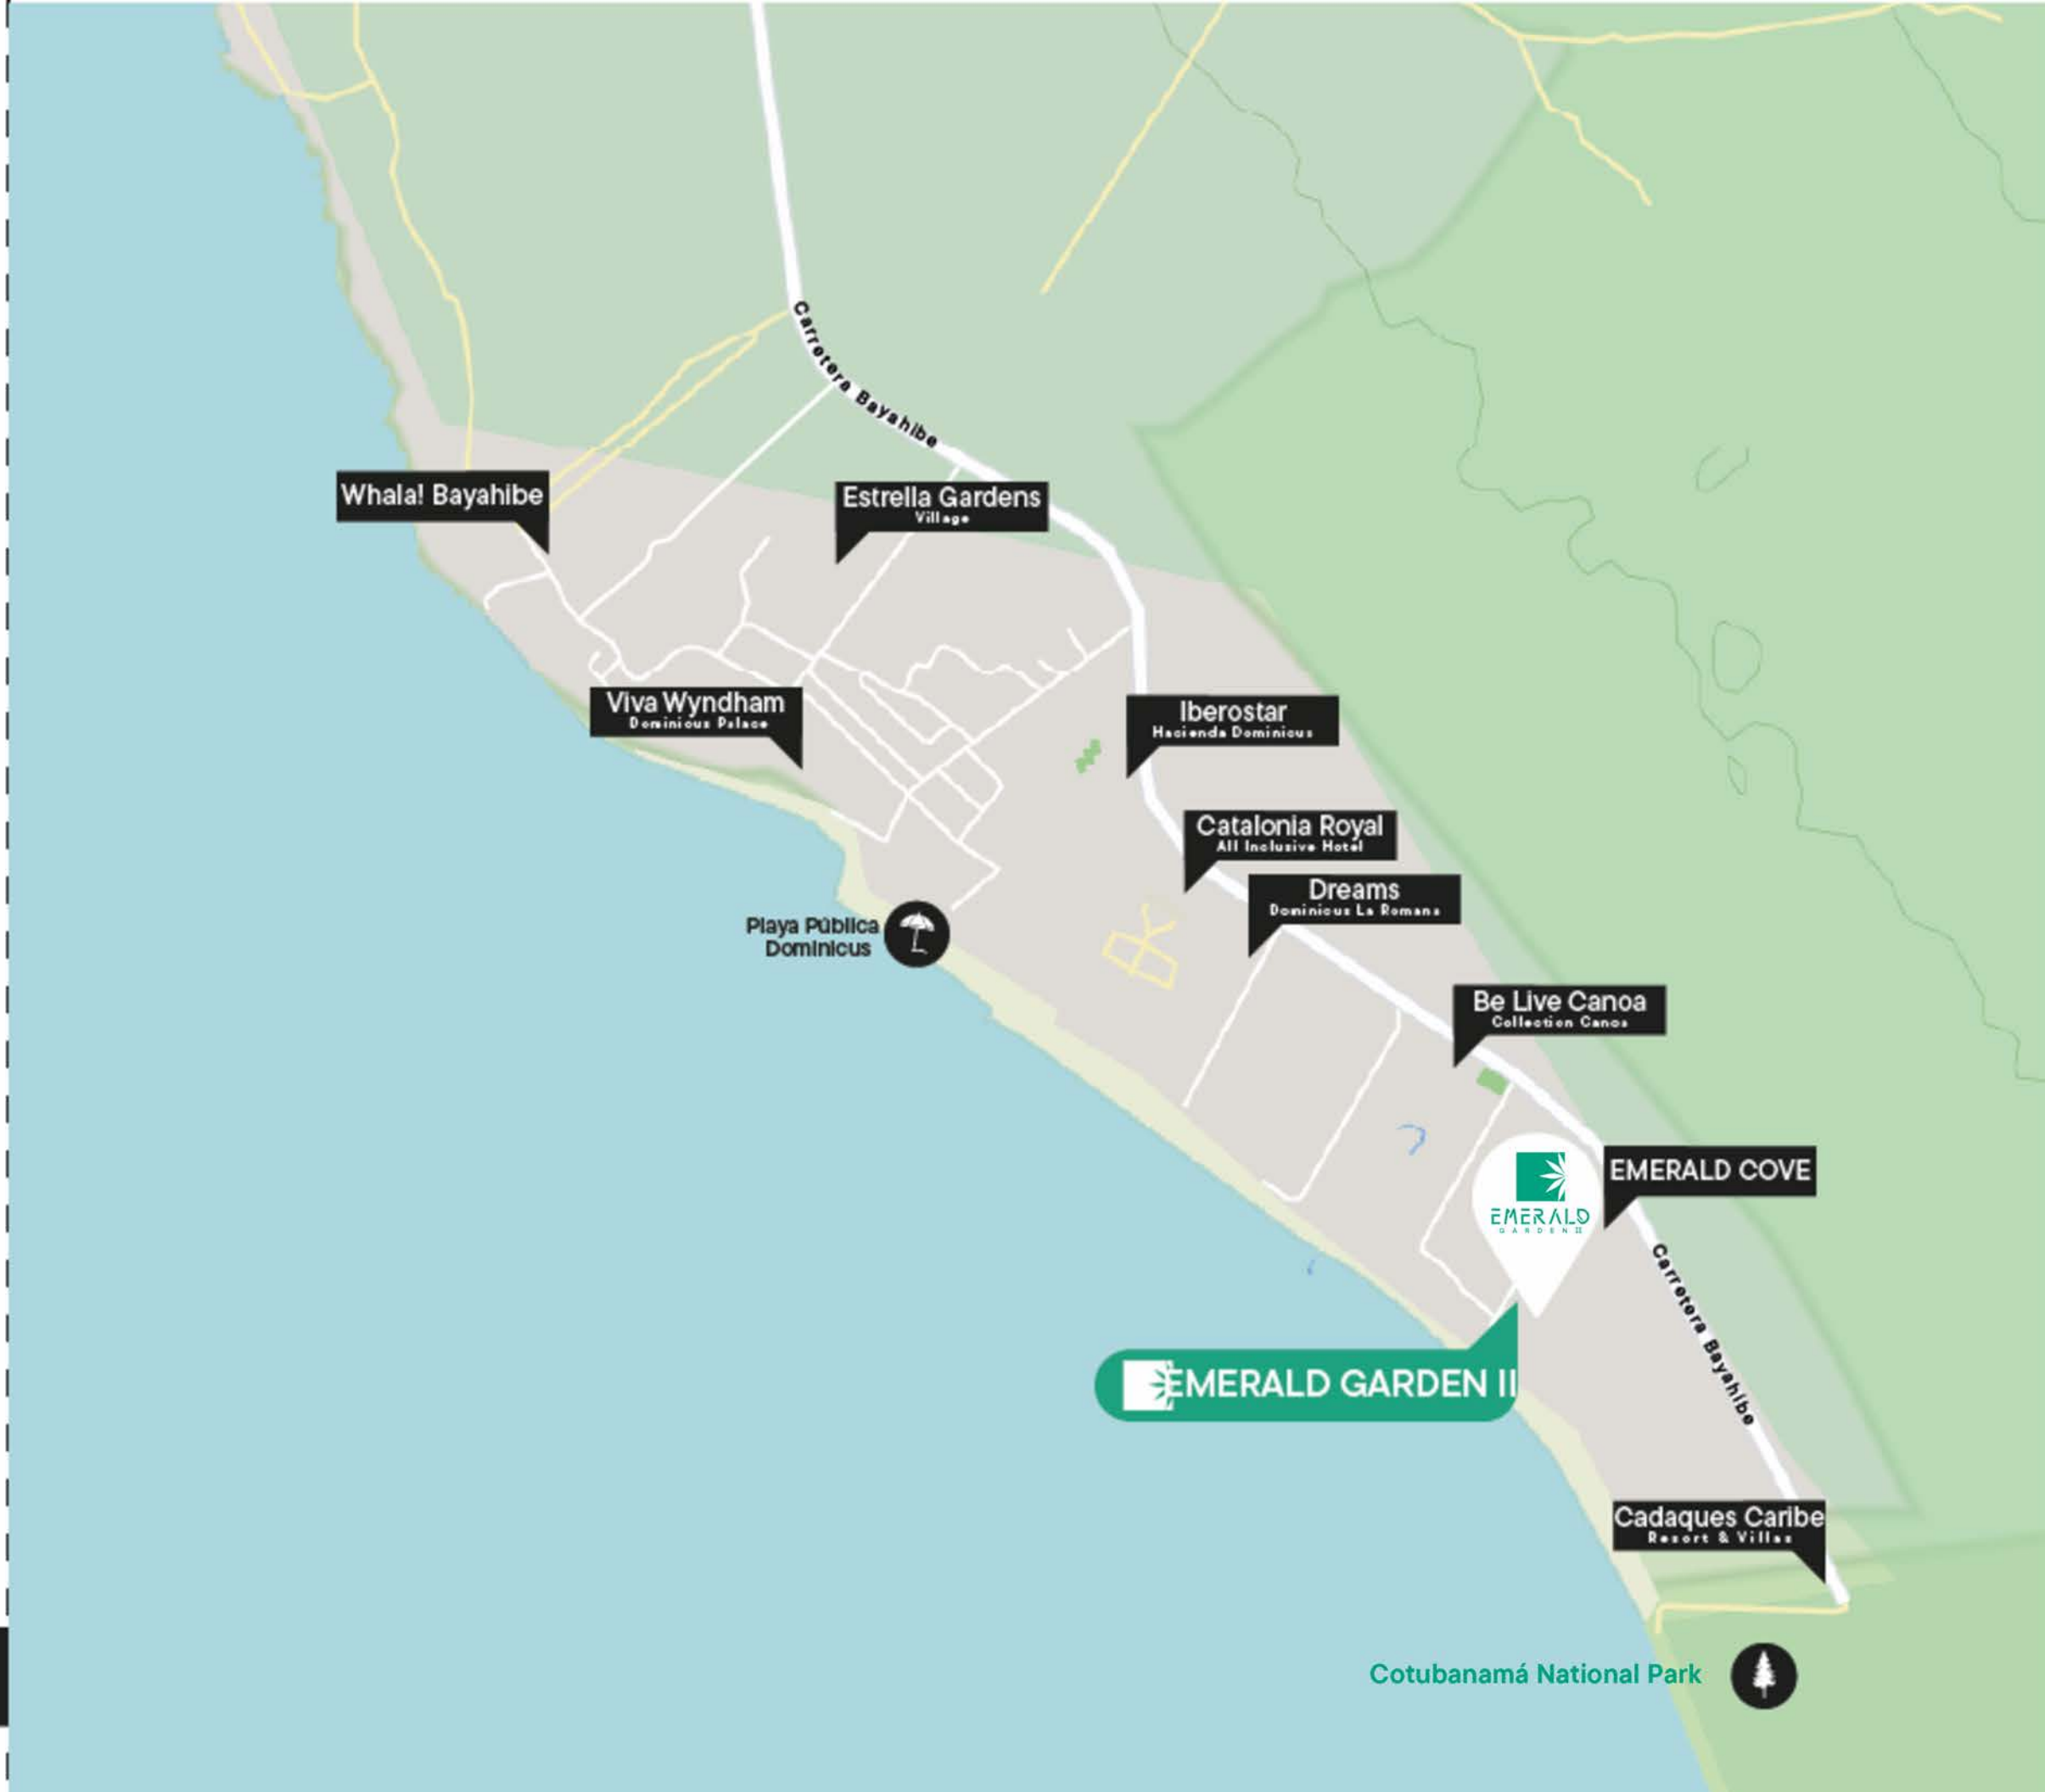 Carretera Bayahibe
Whala! Bayahibe
Estrella Gardens
Village
Viva Wyndham
Dominicus Palace
Iberostar
Hacienda Dominicus
Catalonia Royal
All Inclusive Hotel
Dreams
Dominicus La Romana
Playa Pública
Dominicus
Be Live Canoa
Collection Canoa
EMERALD COVE
EMERALD
GARDEN II
Carretera Bayahibe
EMERALD GARDEN II
Cadaques Caribe
Resort & Villas
Cotubanamá National Park